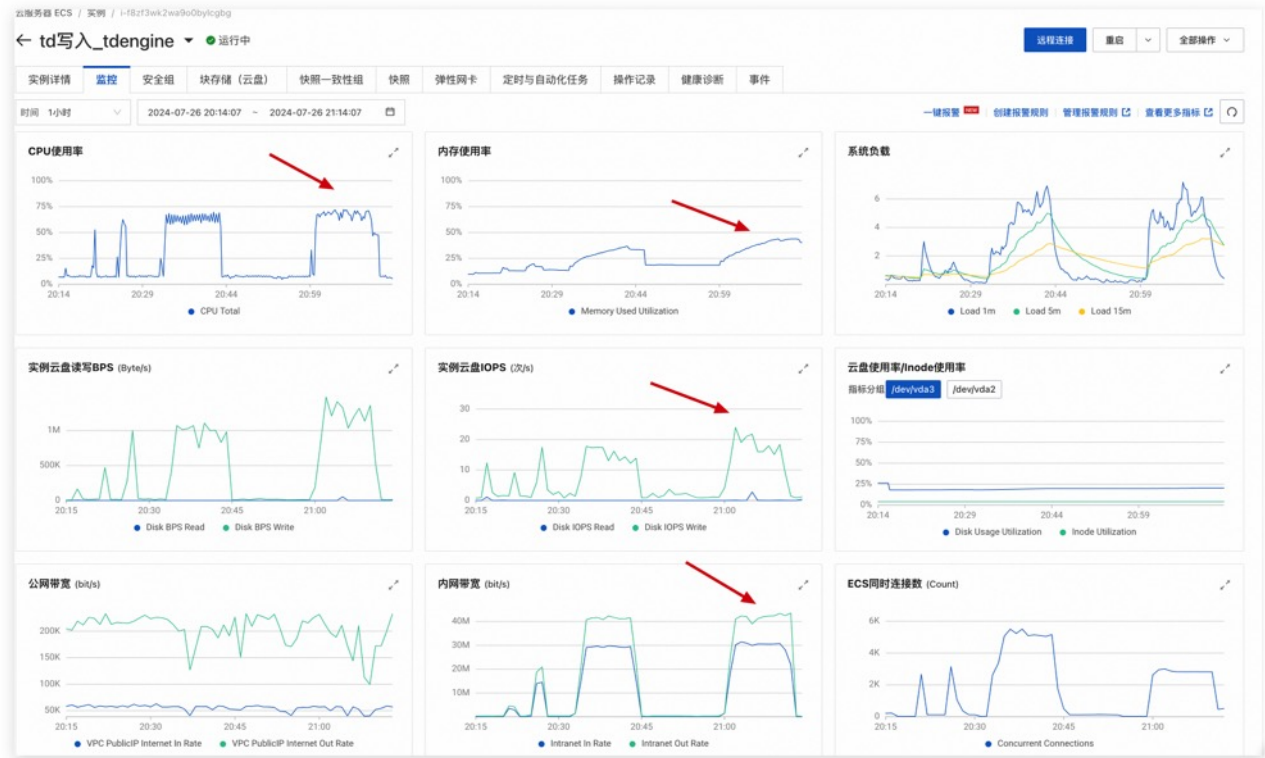 云服务器 ECS / 实例 / i-f8zf3wk2wa9o0bylcgbg
← td写入_tdengine 运行中 远程连接 重启 全部操作
实例详情 监控 安全组 块存储（云盘） 快照一致性组 快照 弹性网卡 定时与自动化任务 操作记录 健康诊断 事件
时间 1小时 2024-07-26 20:14:07 ~ 2024-07-26 21:14:07 一键报警 NEW 创建报警规则 管理报警规则 查看更多指标
CPU使用率
100%
75%
50%
25%
0%
20:14 20:29 20:44 20:59
CPU Total
内存使用率
100%
75%
50%
25%
0%
20:14 20:29 20:44 20:59
Memory Used Utilization
系统负载
6
4
2
20:14 20:29 20:44 20:59
Load 1m Load 5m Load 15m
实例云盘读写BPS (Byte/s)
1M
500K
0
20:15 20:30 20:45 21:00
Disk BPS Read Disk BPS Write
实例云盘IOPS (次/s)
30
20
10
0
20:15 20:30 20:45 21:00
Disk IOPS Read Disk IOPS Write
云盘使用率/Inode使用率
指标分组 /dev/vda3 /dev/vda2
100%
75%
50%
25%
0%
20:14 20:29 20:44 20:59
Disk Usage Utilization Inode Utilization
公网带宽 (bit/s)
200K
150K
100K
50K
20:15 20:30 20:45 21:00
VPC PublicIP Internet In Rate VPC PublicIP Internet Out Rate
内网带宽 (bit/s)
40M
30M
20M
10M
20:15 20:30 20:45 21:00
Intranet In Rate Intranet Out Rate
ECS同时连接数 (Count)
6K
4K
2K
0
20:15 20:30 20:45 21:00
Concurrent Connections